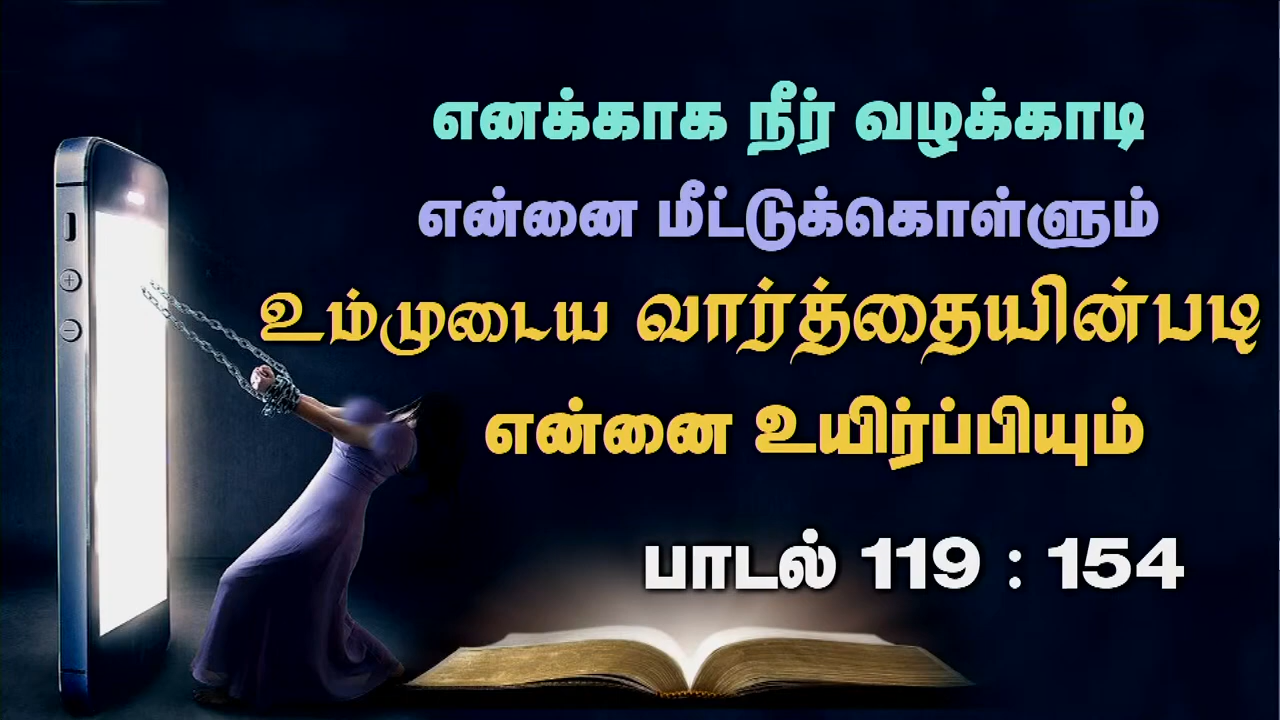 எனக்காக நீர் வழக்காடி
என்னை மீட்டுக்கொள்ளும்
உம்முடைய வார்த்தையின்படி
என்னை உயிர்ப்பியும்
பாடல் 119 : 154